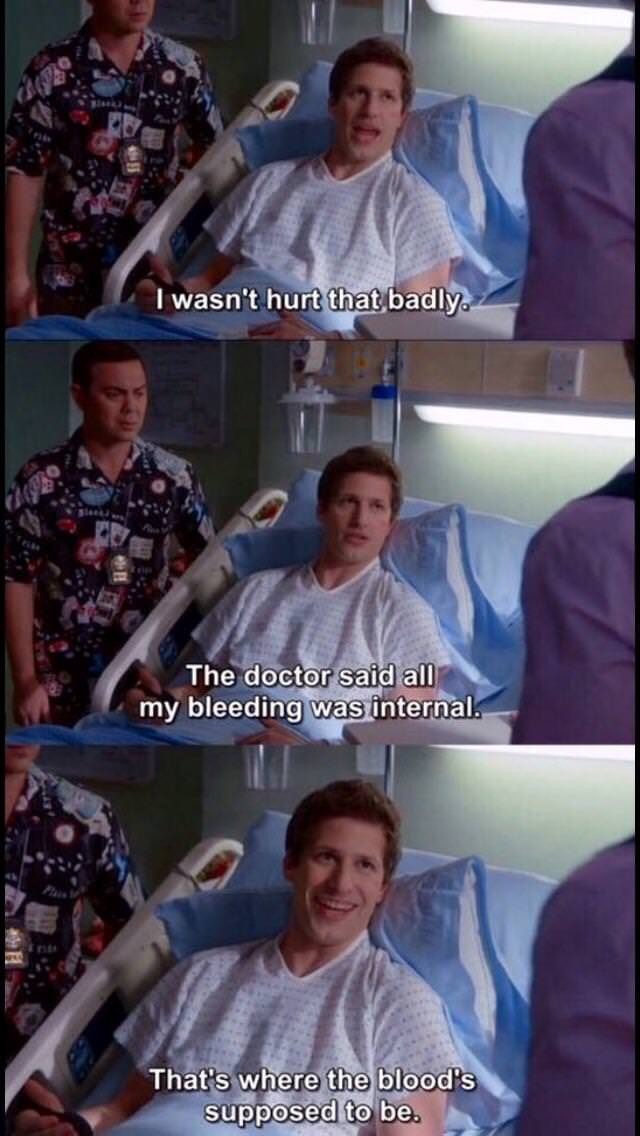 I wasn't hurt that badly.
The doctor said all
my bleeding was internal.
That's where the blood's
supposed to be.